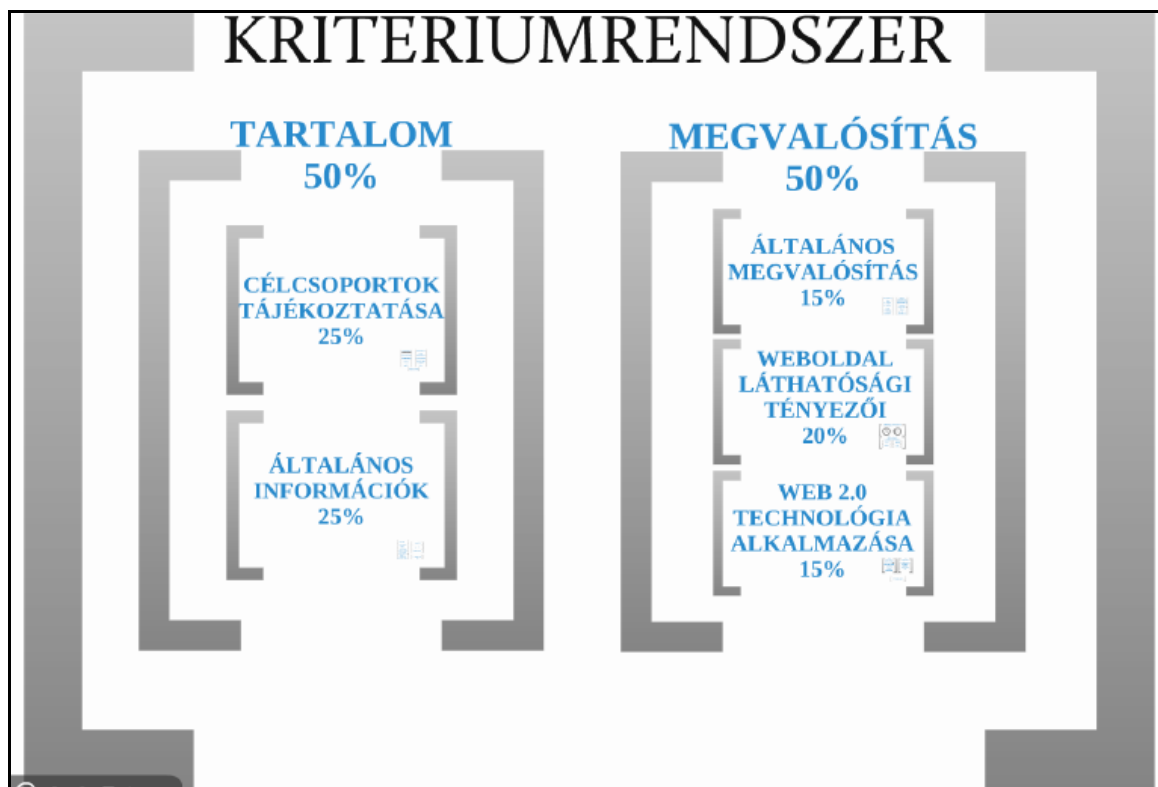 KRITÉRIUMRENDSZER
TARTALOM
50%
CÉLCSOPORTOK
TÁJÉKOZTATÁSA
25%
ÁLTALÁNOS
INFORMÁCIÓK
25%
MEGVALÓSÍTÁS
50%
ÁLTALÁNOS
MEGVALÓSÍTÁS
15%
WEBOLDAL
LÁTHATÓSÁGI
TÉNYEZŐI
20%
WEB 2.0
TECHNOLÓGIA
ALKALMAZÁSA
15%